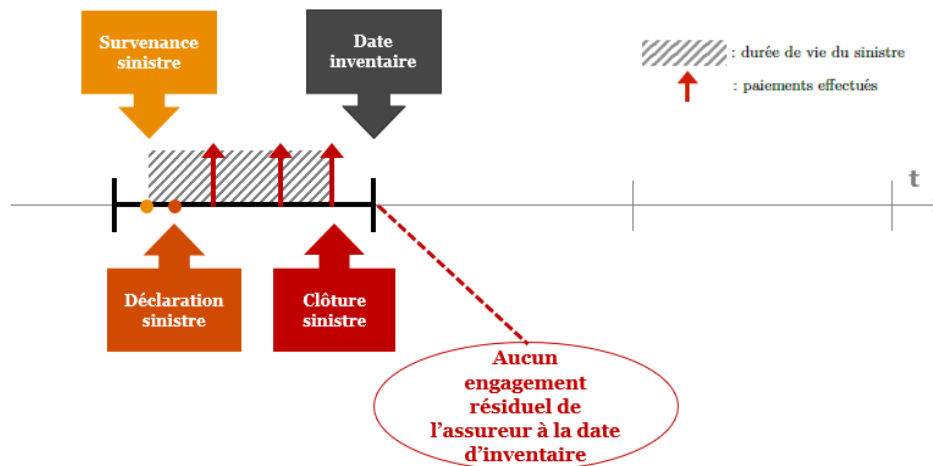 Survenance
sinistre
Date
inventaire
: durée de vie du sinistre
: paiements effectués
t
Déclaration
sinistre
Clôture
sinistre
Aucun
engagement
résiduel de
l'assureur à la date
d'inventaire